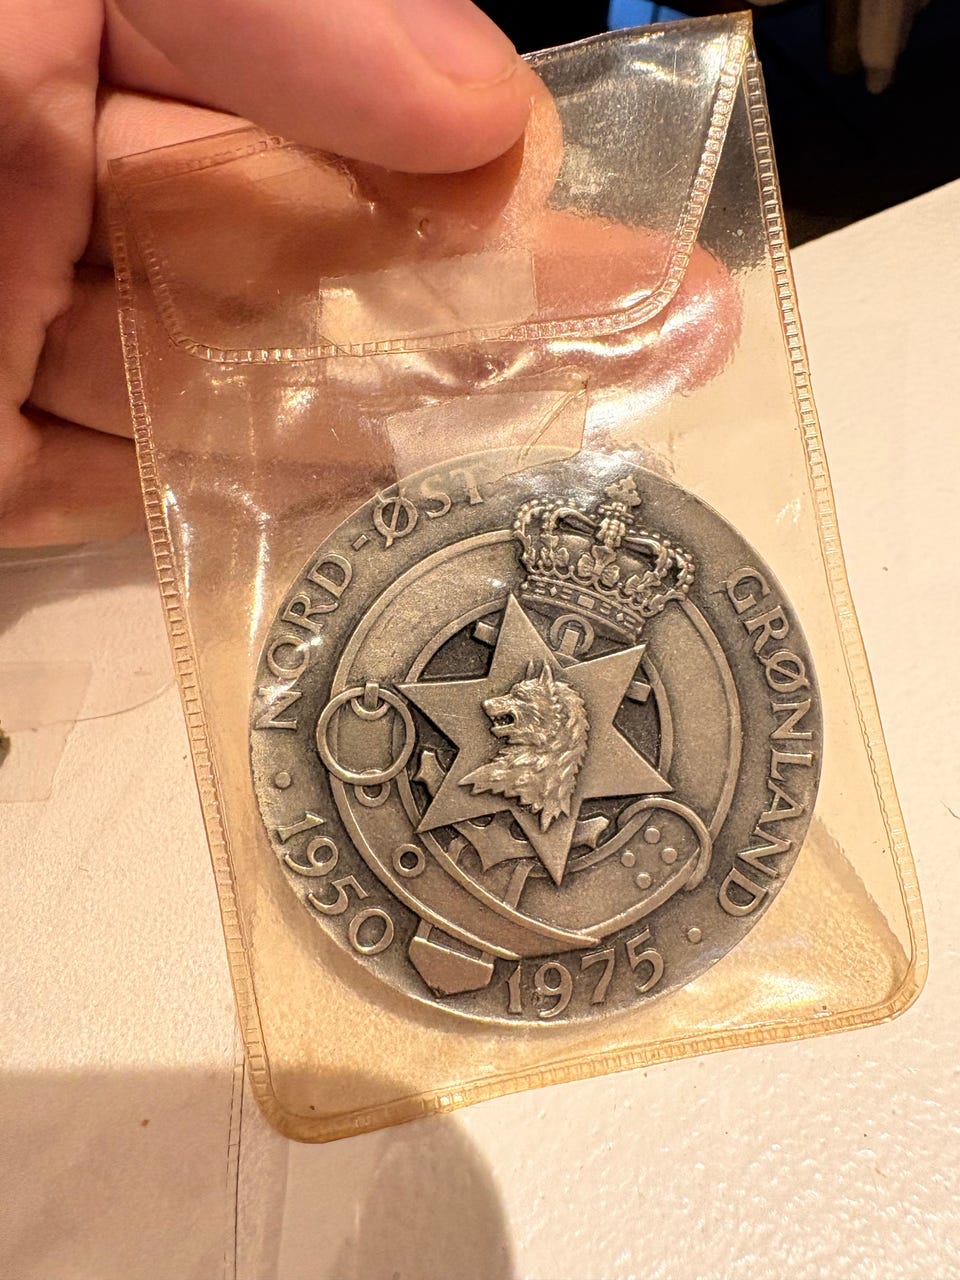 NORD-ØST
GRØNLAND
· 1950
1975 ·